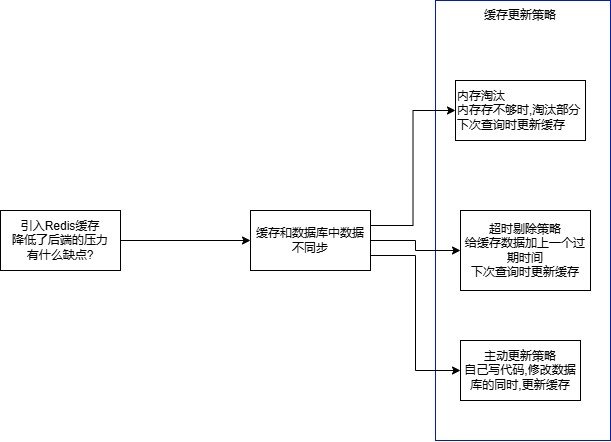 缓存更新策略
内存淘汰
内存存不够时,淘汰部分
下次查询时更新缓存
引入Redis缓存
降低了后端的压力
有什么缺点?
缓存和数据库中数据
不同步
超时剔除策略
给缓存数据加上一个过
期时间
下次查询时更新缓存
主动更新策略
自己写代码,修改数据
库的同时,更新缓存